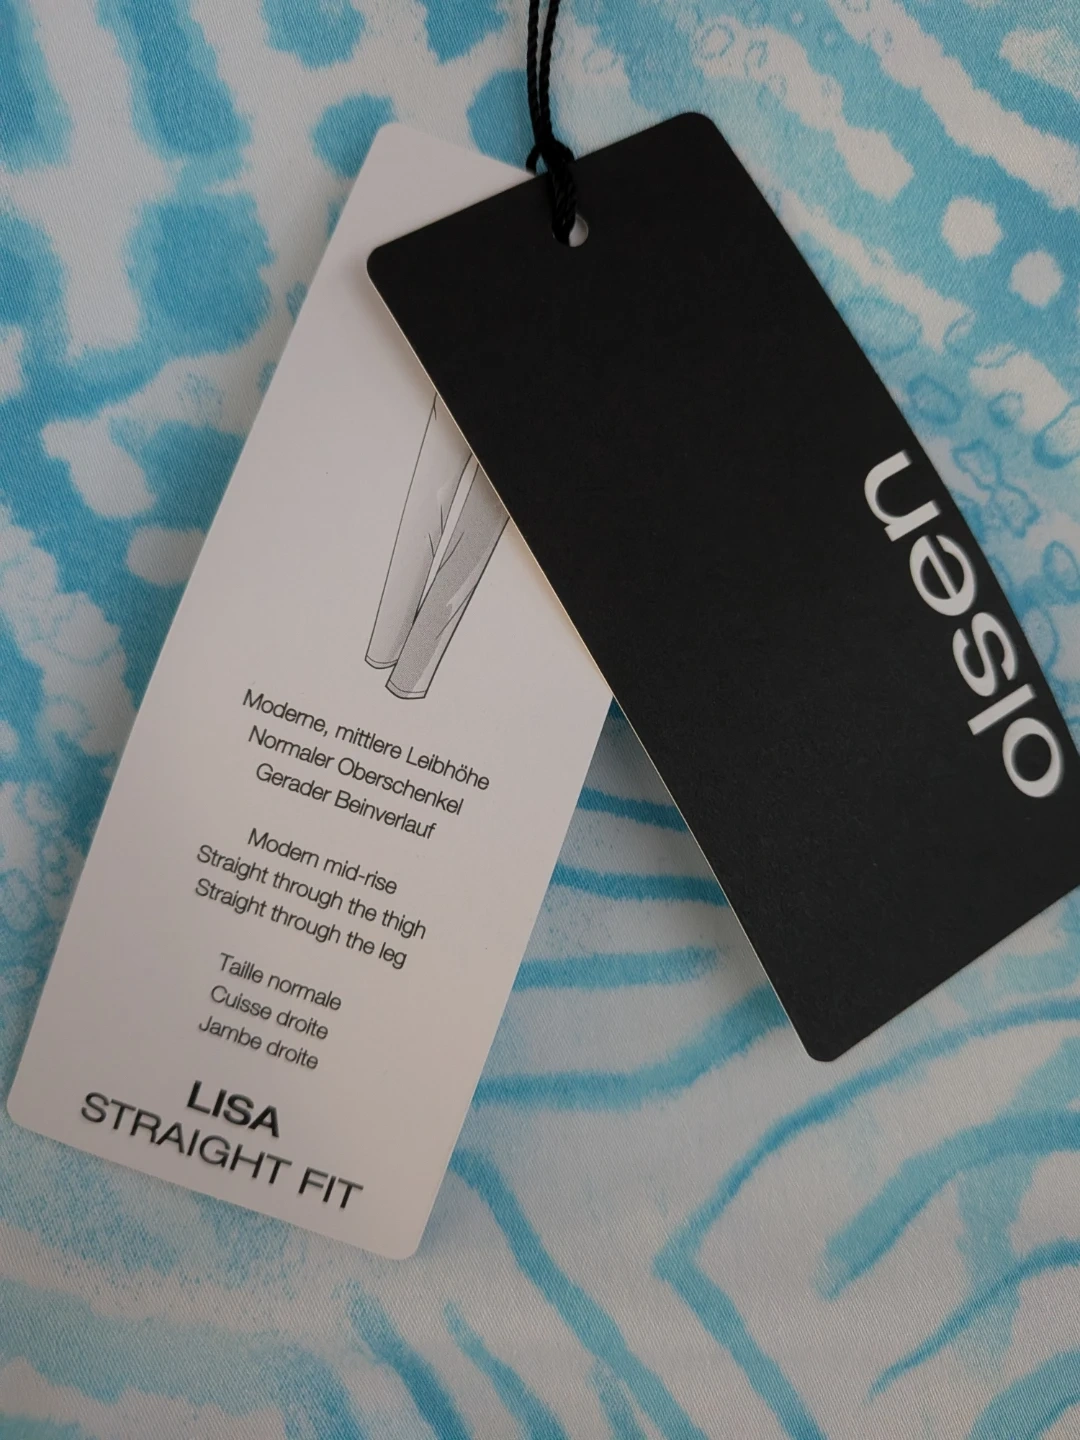 olsen
Moderne, mittlere Leibhöhe
Normaler Oberschenkel
Gerader Beinverlauf
Modern mid-rise
Straight through the thigh
Straight through the leg
Taille normale
Cuisse droite
Jambe droite
LISA
STRAIGHT FIT